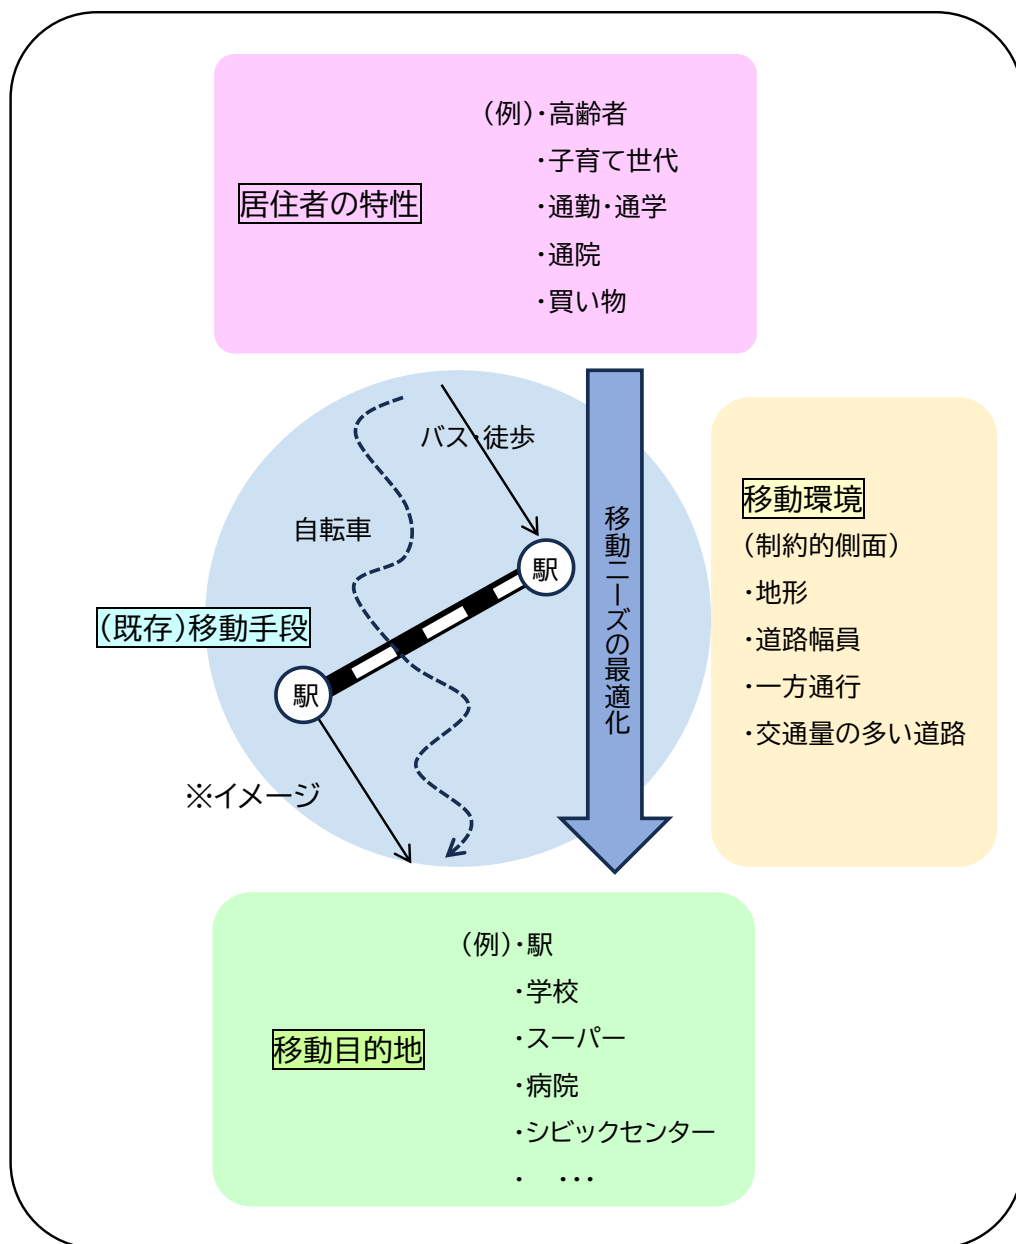 (例)・高齢者
・子育て世代
居住者の特性
・通勤・通学
・通院
・買い物
バス・徒歩
自転車
駅
(既存)移動手段
駅
※イメージ
移動ニーズの最適化
移動環境
(制約的側面)
・地形
・道路幅員
・一方通行
・交通量の多い道路
(例)・駅
・学校
・スーパー
移動目的地
・病院
・シビックセンター
・ ・・・